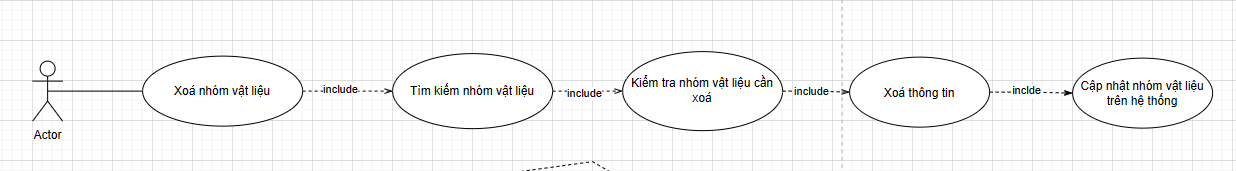 Xoá nhóm vật liệu
include
Tìm kiếm nhóm vật liệu
include
Kiểm tra nhóm vật liệu cần
xoá
include
Xoá thông tin
inclde
Cập nhật nhóm vật liệu
trên hệ thống
Actor